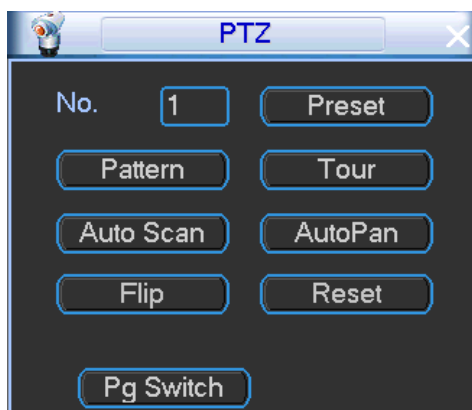 PTZ
No. 1 Preset
Pattern Tour
Auto Scan AutoPan
Flip Reset
Pg Switch